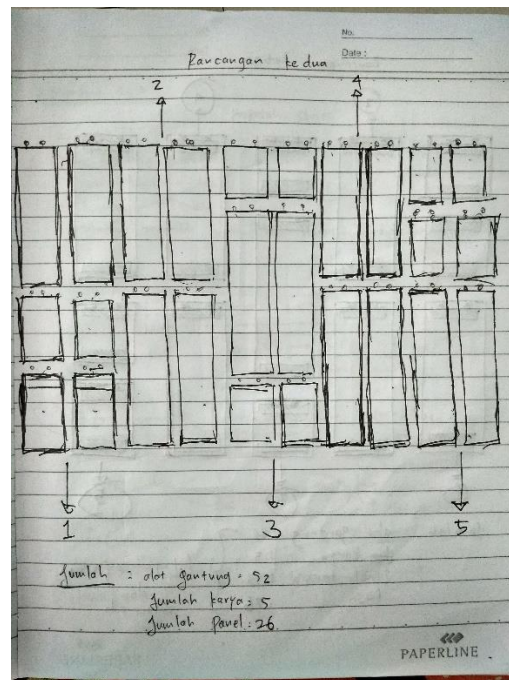 No.
Date :
Rancangan kedua
2 4
1 3 5
Jumlah : alat gantung = 52
Jumlah karya = 5
Jumlah Panel : 26
PAPERLINE